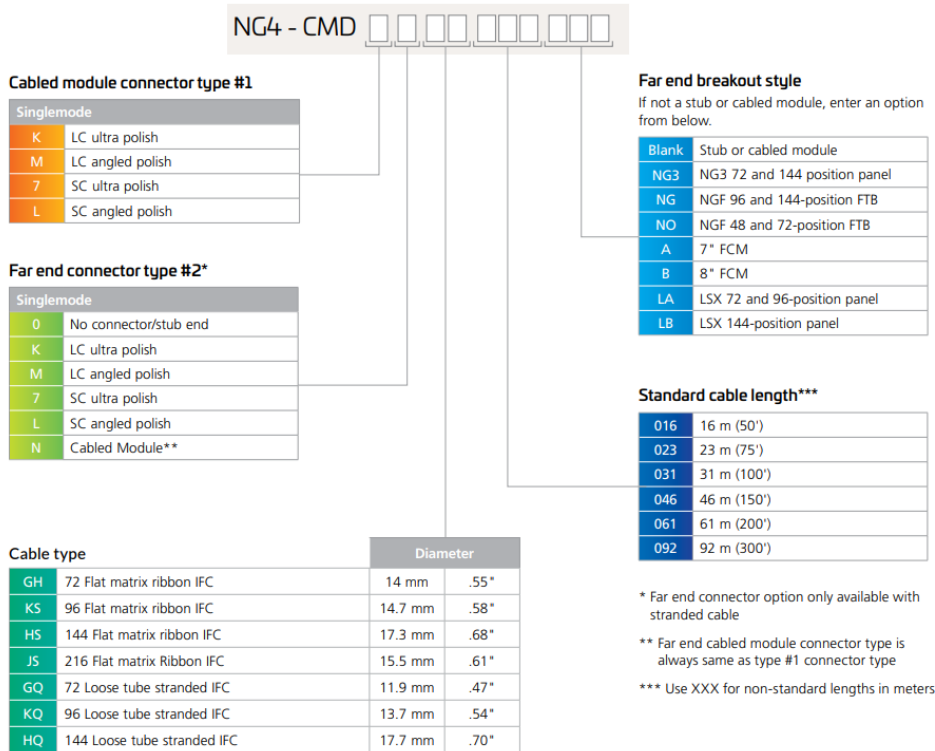 NG4 - CMD
Cabled module connector type #1
Singlemode
K LC ultra polish
M LC angled polish
7 SC ultra polish
L SC angled polish
Far end connector type #2*
Singlemode
0 No connector/stub end
K LC ultra polish
M LC angled polish
7 SC ultra polish
L SC angled polish
N Cabled Module**
Cable type Diameter
GH 72 Flat matrix ribbon IFC 14 mm .55"
KS 96 Flat matrix ribbon IFC 14.7 mm .58"
HS 144 Flat matrix ribbon IFC 17.3 mm .68"
JS 216 Flat matrix Ribbon IFC 15.5 mm .61"
GQ 72 Loose tube stranded IFC 11.9 mm .47"
KQ 96 Loose tube stranded IFC 13.7 mm .54"
HQ 144 Loose tube stranded IFC 17.7 mm .70"
Far end breakout style
If not a stub or cabled module, enter an option
from below.
Blank Stub or cabled module
NG3 NG3 72 and 144 position panel
NG NGF 96 and 144-position FTB
NO NGF 48 and 72-position FTB
A 7" FCM
B 8" FCM
LA LSX 72 and 96-position panel
LB LSX 144-position panel
Standard cable length***
016 16 m (50')
023 23 m (75')
031 31 m (100')
046 46 m (150')
061 61 m (200')
092 92 m (300')
* Far end connector option only available with
stranded cable
** Far end cabled module connector type is
always same as type #1 connector type
*** Use XXX for non-standard lengths in meters